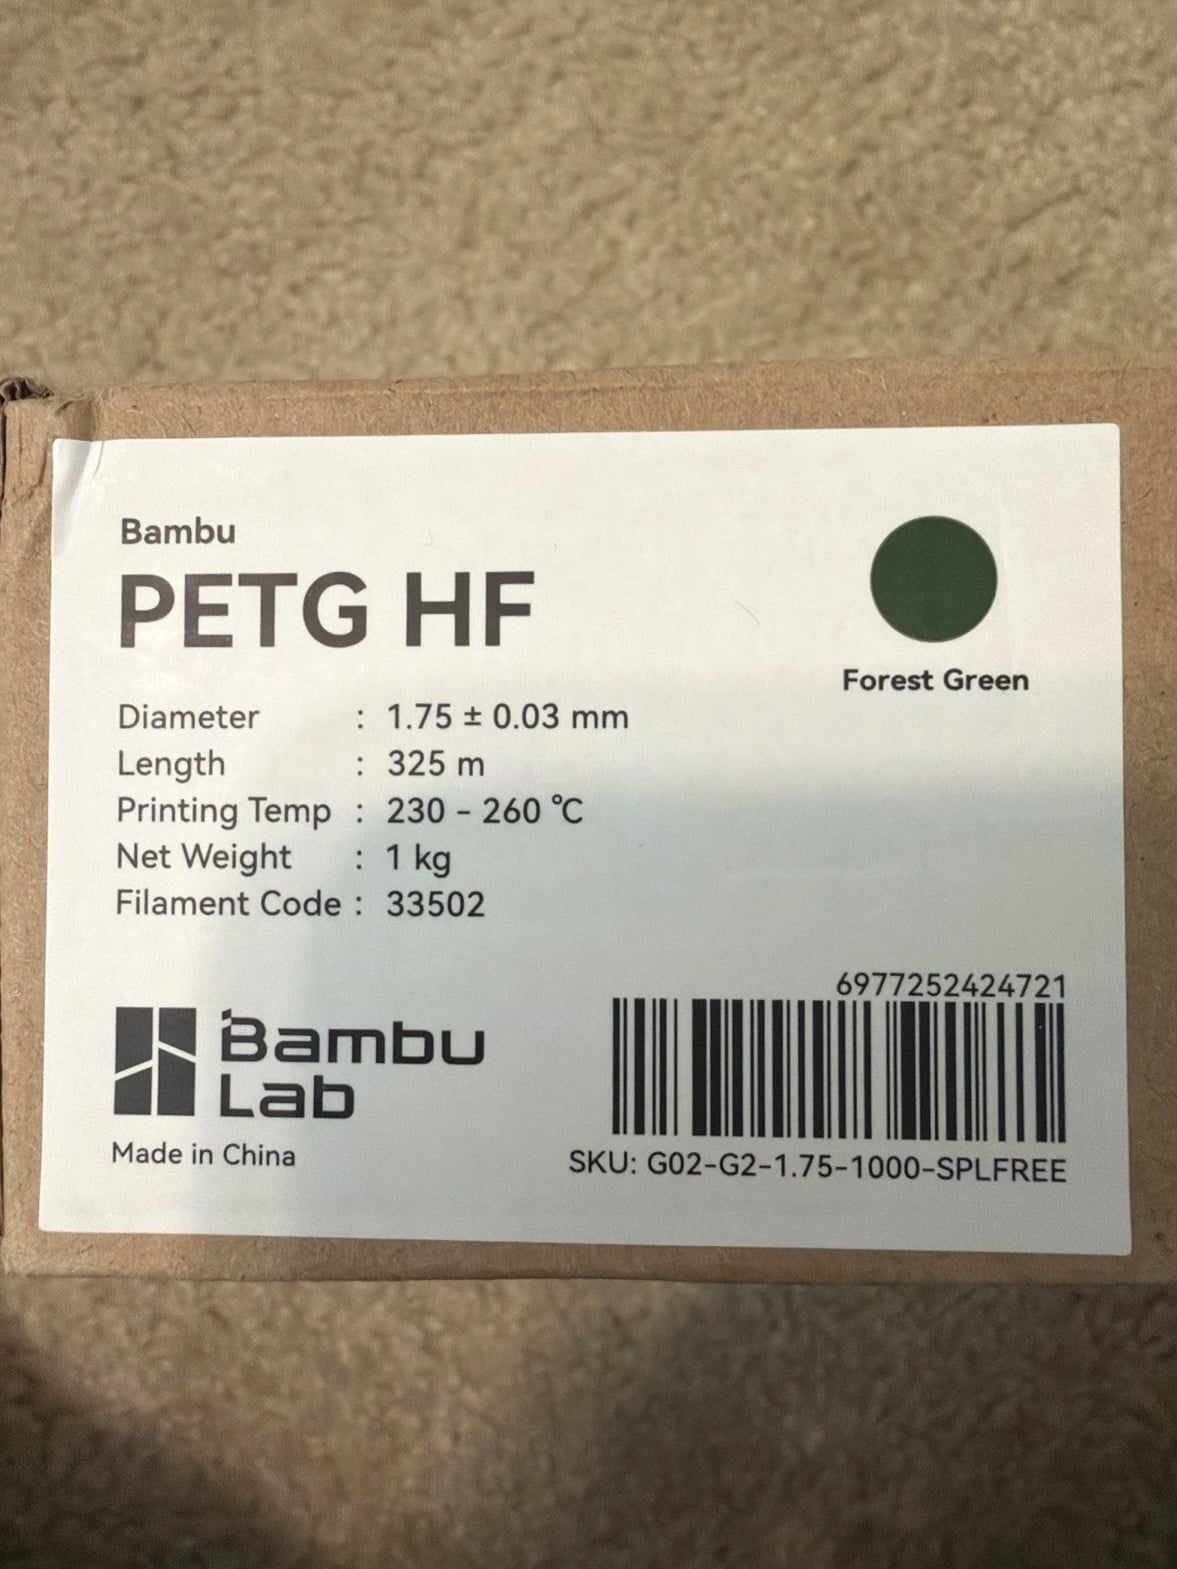 Bambu
PETG HF
Forest Green
Diameter : 1.75 ± 0.03 mm
Length : 325 m
Printing Temp : 230 - 260 °C
Net Weight : 1 kg
Filament Code : 33502
6977252424721
Bambu
Lab
Made in China
SKU: G02-G2-1.75-1000-SPLFREE